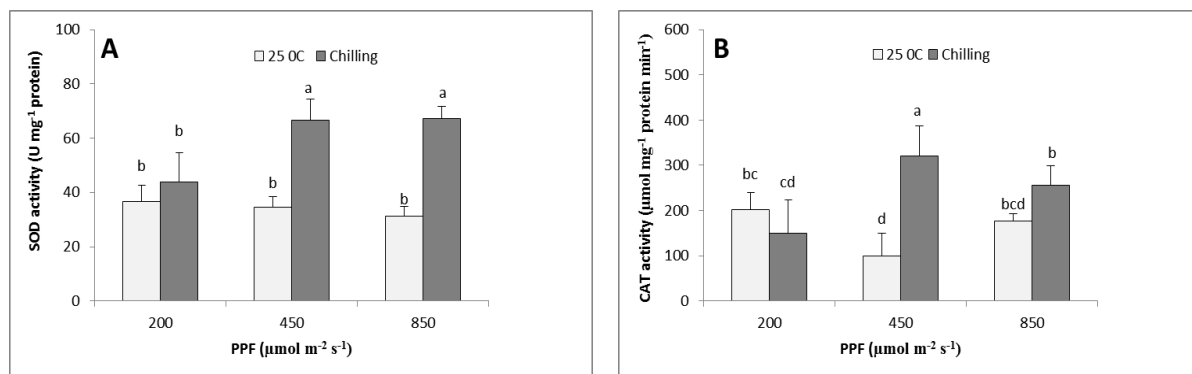 A
25 0C Chilling
SOD activity (U mg-1 protein)
100
80
60
40
20
0
b
b
b
a
b
a
200 450 850
PPF (μmol m-2 s-1)
B
25 0C Chilling
CAT activity (μmol mg-1 protein min-1)
600
500
400
300
200
100
0
bc
cd
d
a
bcd
b
200 450 850
PPF (μmol m-2 s-1)